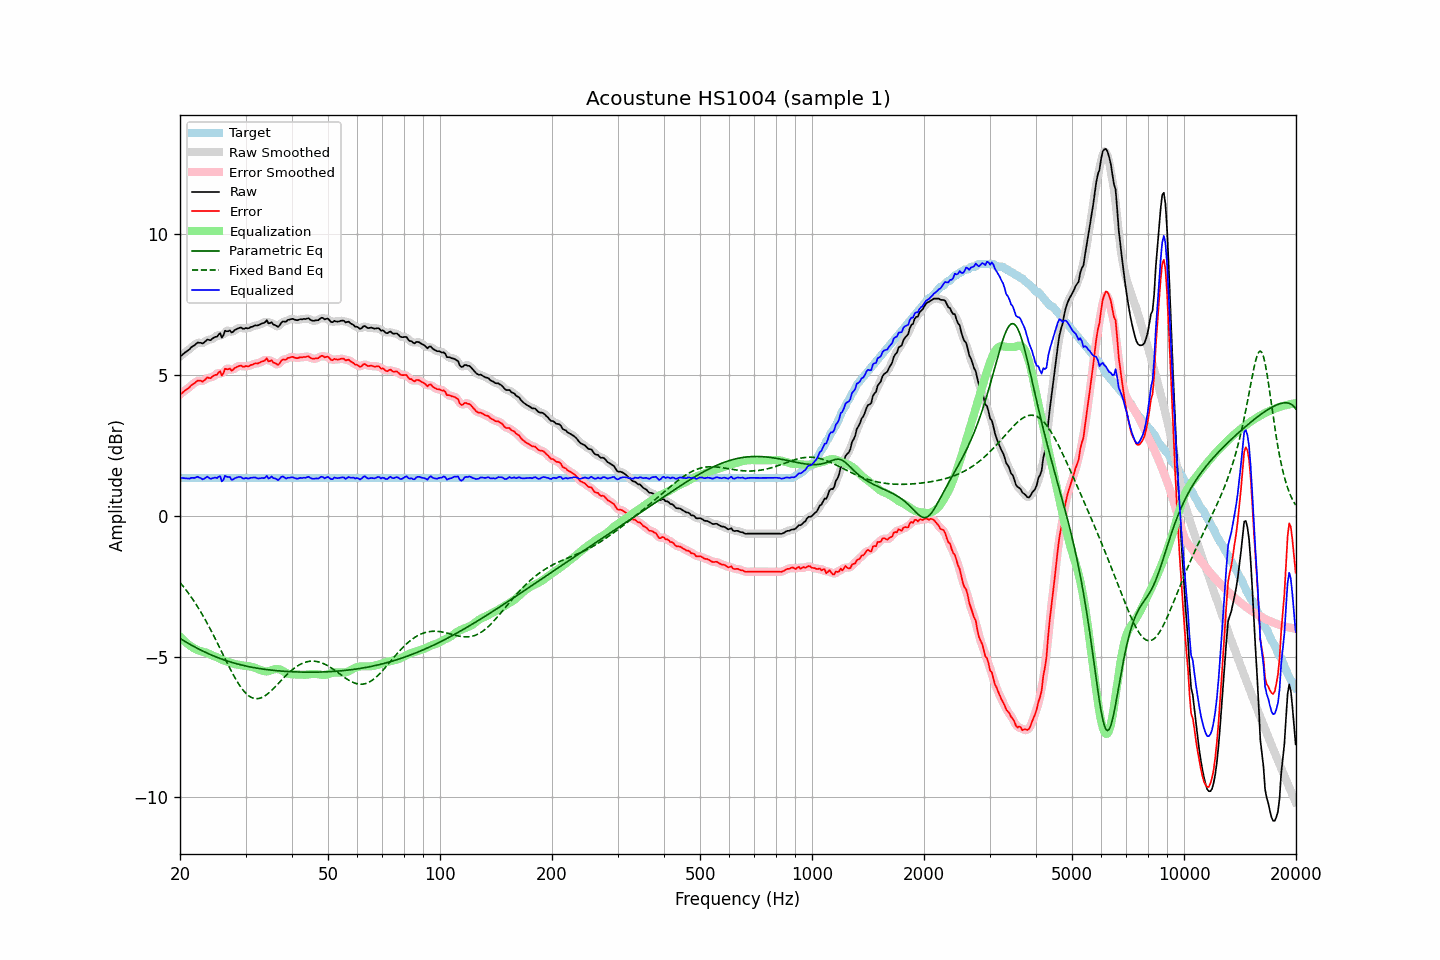 Acoustune HS1004 (sample 1)
Target
Raw Smoothed
Error Smoothed
Raw
Error
Equalization
Parametric Eq
Fixed Band Eq
Equalized
Amplitude (dBr)
10
5
0
−5
−10
20 50 100 200 500 1000 2000 5000 10000 20000
Frequency (Hz)